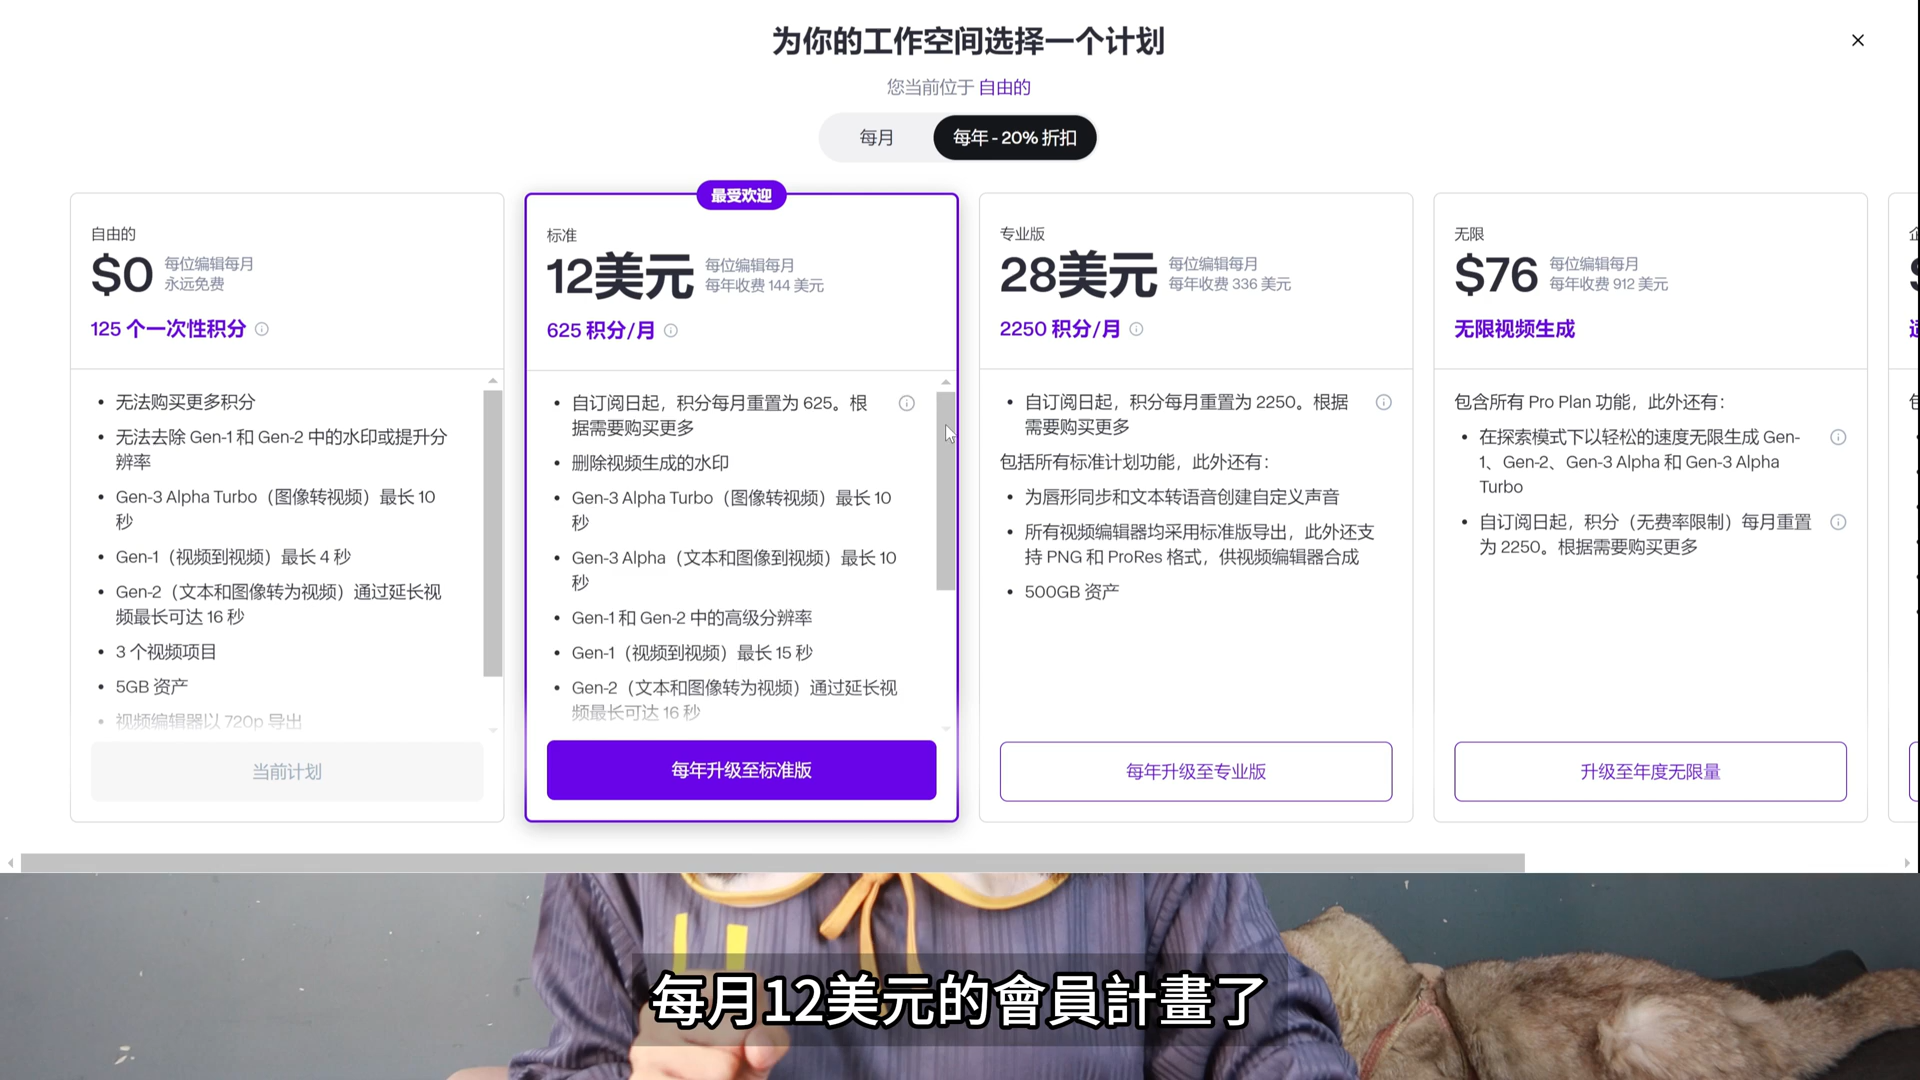 为你的工作空间选择一个计划
您当前位于 自由的
每月
每年 - 20% 折扣
自由的
$0
每位编辑每月
永远免费
125 个一次性积分
无法购买更多积分
无法去除 Gen-1 和 Gen-2 中的水印或提升分
辨率
Gen-3 Alpha Turbo（图像转视频）最长 10
秒
Gen-1（视频到视频）最长 4 秒
Gen-2（文本和图像转为视频）通过延长视
频最长可达 16 秒
3 个视频项目
5GB 资产
视频编辑器以 720p 导出
当前计划
最受欢迎
标准
12美元
每位编辑每月
每年收费 144 美元
625 积分/月
自订阅日起，积分每月重置为 625。根
据需要购买更多
删除视频生成的水印
Gen-3 Alpha Turbo（图像转视频）最长 10
秒
Gen-3 Alpha（文本和图像到视频）最长 10
秒
Gen-1 和 Gen-2 中的高级分辨率
Gen-1（视频到视频）最长 15 秒
Gen-2（文本和图像转为视频）通过延长视
频最长可达 16 秒
每年升级至标准版
专业版
28美元
每位编辑每月
每年收费 336 美元
2250 积分/月
自订阅日起，积分每月重置为 2250。根据
需要购买更多
包括所有标准计划功能，此外还有：
为唇形同步和文本转语音创建自定义声音
所有视频编辑器均采用标准版导出，此外还支
持 PNG 和 ProRes 格式，供视频编辑器合成
500GB 资产
每年升级至专业版
无限
$76
每位编辑每月
每年收费 912 美元
无限视频生成
包含所有 Pro Plan 功能，此外还有：
在探索模式下以轻松的速度无限生成 Gen-
1、Gen-2、Gen-3 Alpha 和 Gen-3 Alpha
Turbo
自订阅日起，积分（无费率限制）每月重置
为 2250。根据需要购买更多
升级至年度无限量
每月12美元的會員計畫了